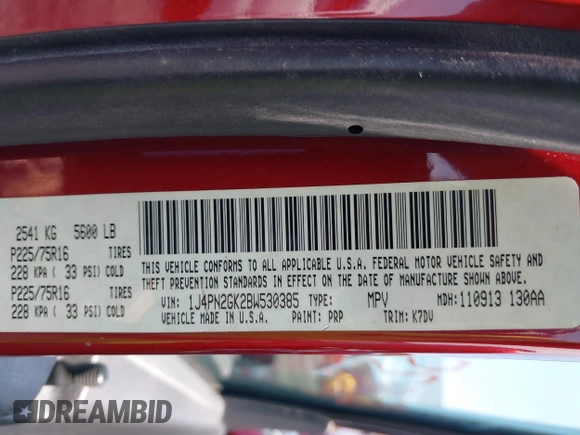 2541 KG 5600 LB
P225/75R16 TIRES
228 KPA ( 33 PSI) COLD
P225/75R16 TIRES
228 KPA ( 33 PSI) COLD
THIS VEHICLE CONFORMS TO ALL APPLICABLE U.S.A. FEDERAL MOTOR VEHICLE SAFETY AND
THEFT PREVENTION STANDARDS IN EFFECT ON THE DATE OF MANUFACTURE SHOWN ABOVE.
VIN: 1J4PN2GK2BW530385 TYPE: MPV MDH: 110913 130AA
VEHICLE MADE IN U.S.A. PAINT: PRP TRIM: K7DV
DREAMBID